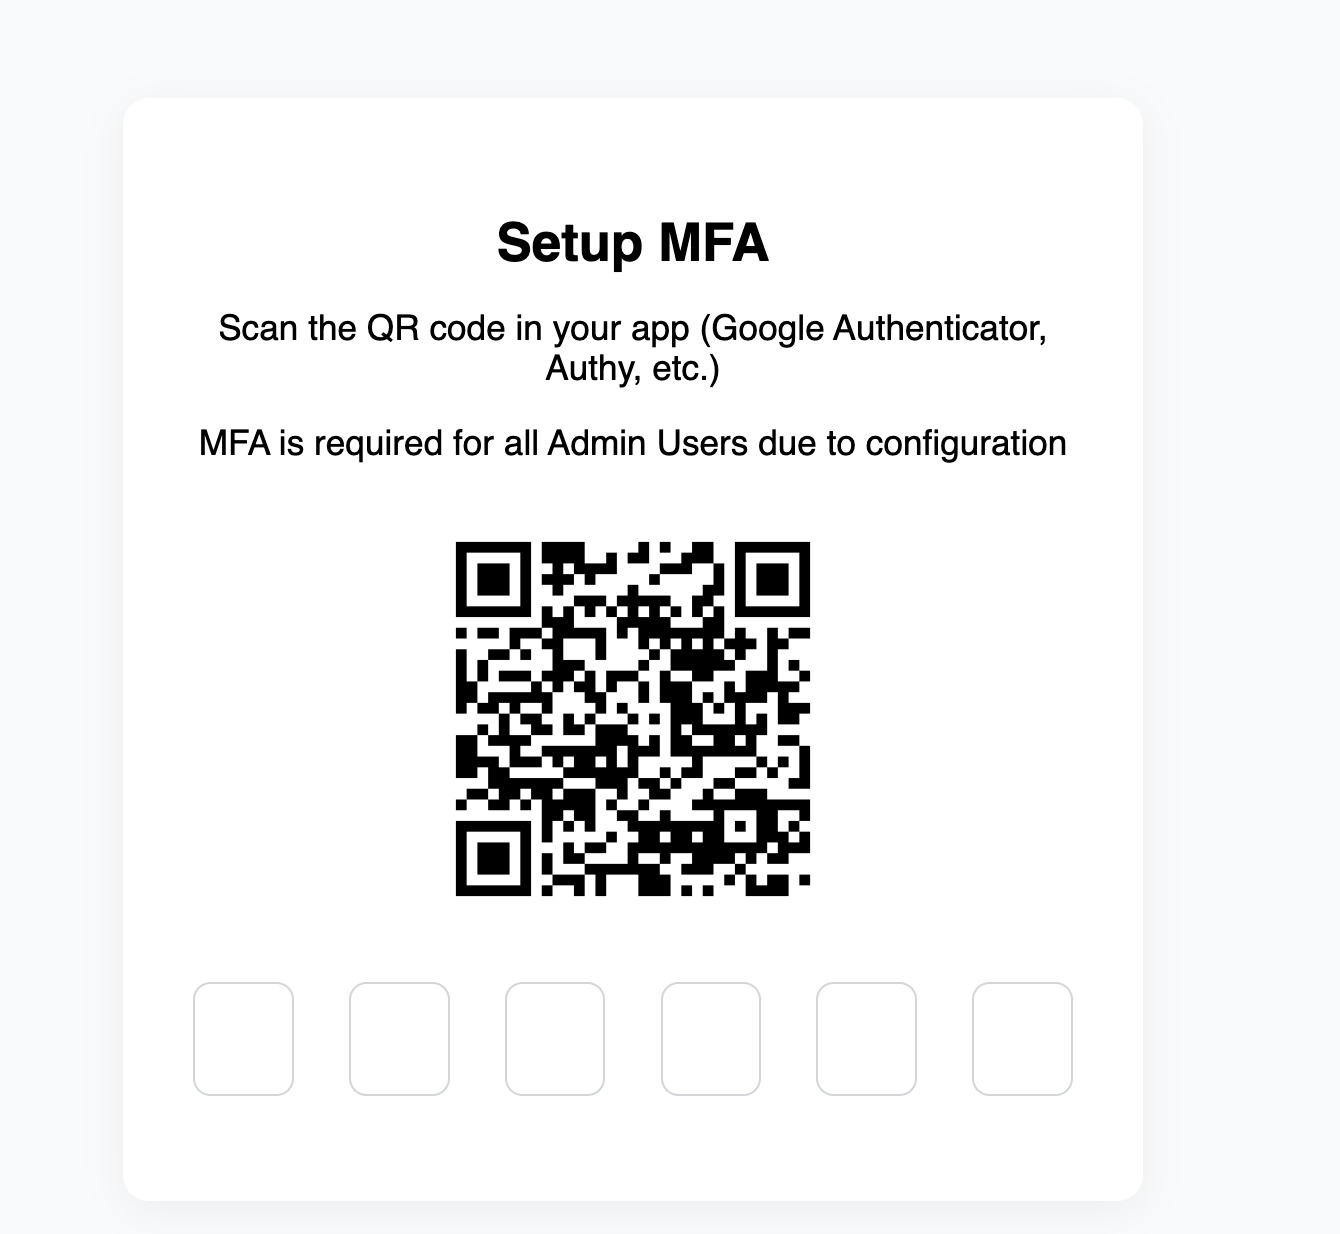 Setup MFA
Scan the QR code in your app (Google Authenticator,
Authy, etc.)
MFA is required for all Admin Users due to configuration